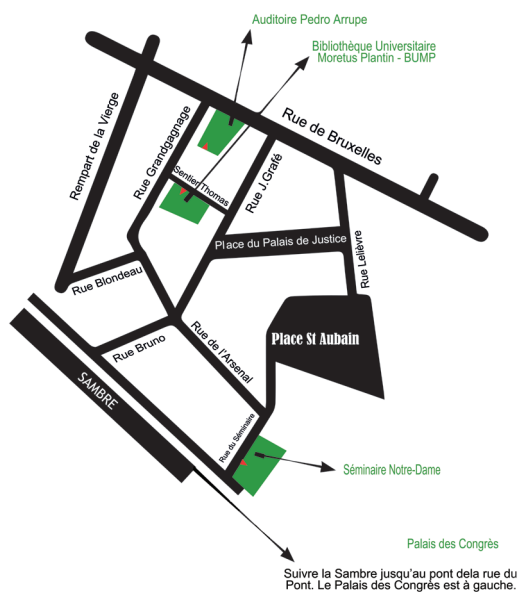 Auditoire Pedro Arrupe
Bibliothèque Universitaire
Moretus Plantin - BUMP
Rue de Bruxelles
Rempart de la Vierge
Rue Grandgagnage
Sentier Thomas
Rue J.Grafé
Place du Palais de Justice
Rue Lelièvre
Rue Blondeau
Place St Aubain
Rue Bruno
Rue de l'Arsenal
SAMBRE
Rue du Séminaire
Séminaire Notre-Dame
Palais des Congrès
Suivre la Sambre jusqu'au pont dela rue du
Pont. Le Palais des Congrès est à gauche.